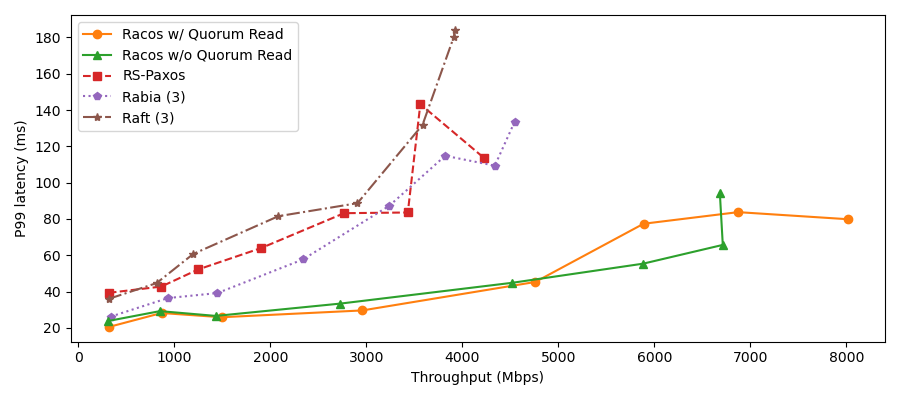 Racos w/ Quorum Read
Racos w/o Quorum Read
RS-Paxos
Rabia (3)
Raft (3)
P99 latency (ms)
180
160
140
120
100
80
60
40
20
0 1000 2000 3000 4000 5000 6000 7000 8000
Throughput (Mbps)